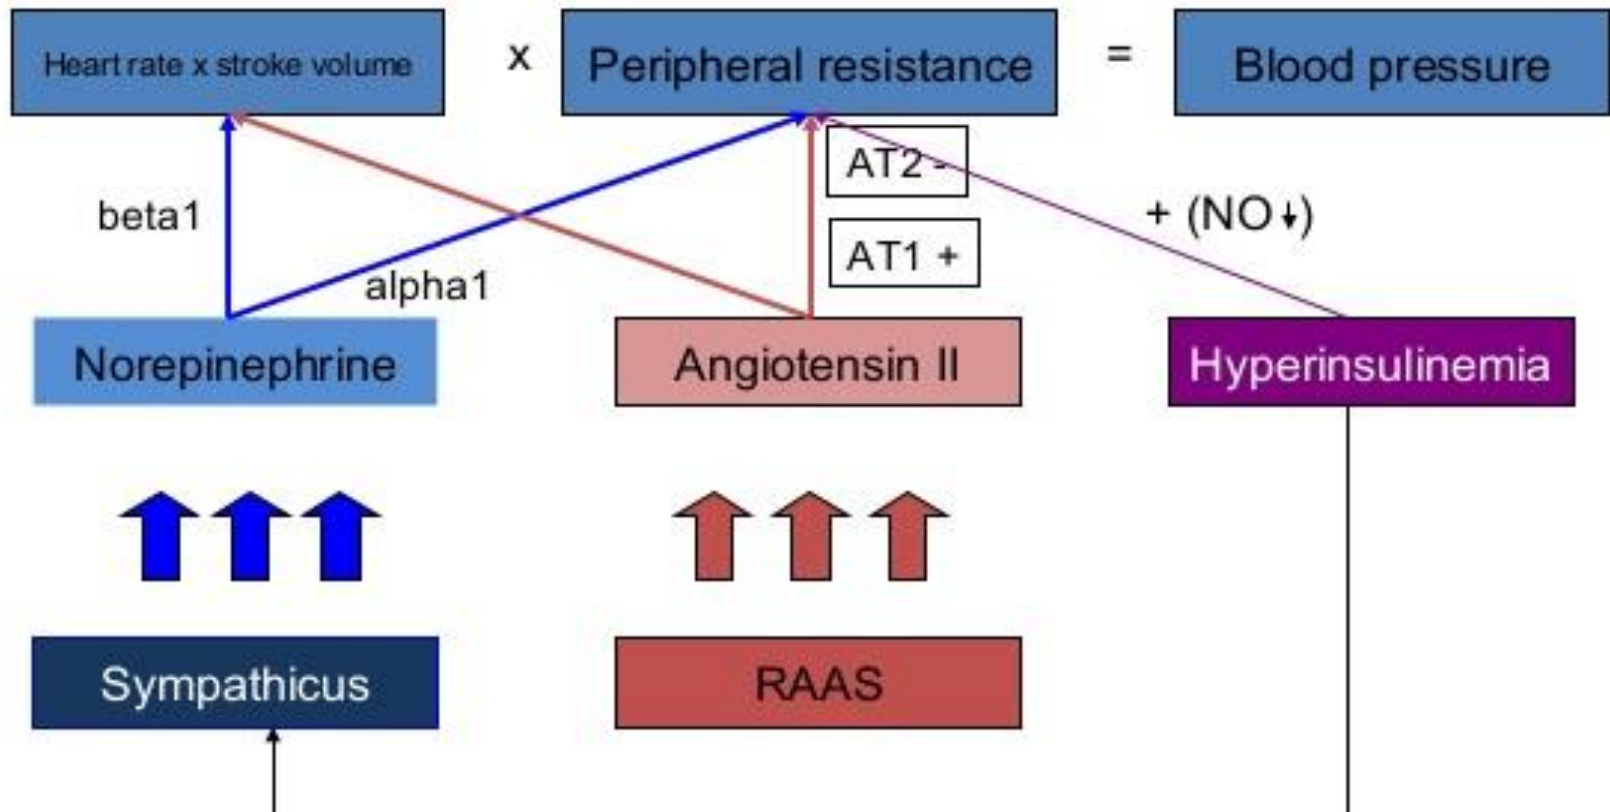 Heart rate x stroke volume
x
Peripheral resistance
=
Blood pressure
AT2 -
beta1
+ (NO↓)
AT1 +
alpha1
Norepinephrine
Angiotensin II
Hyperinsulinemia
Sympathicus
RAAS